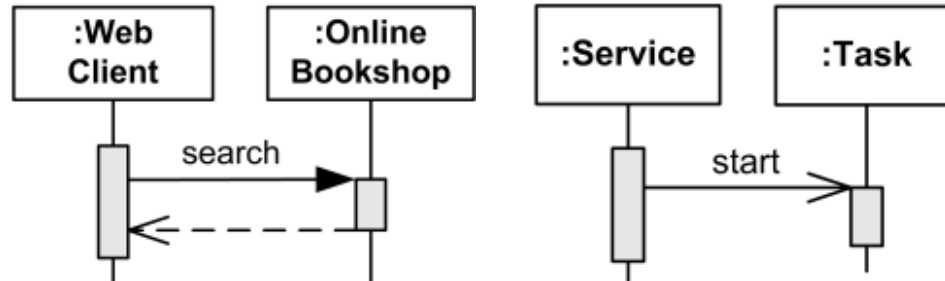 :Web
Client
:Online
Bookshop
:Service
:Task
search
start